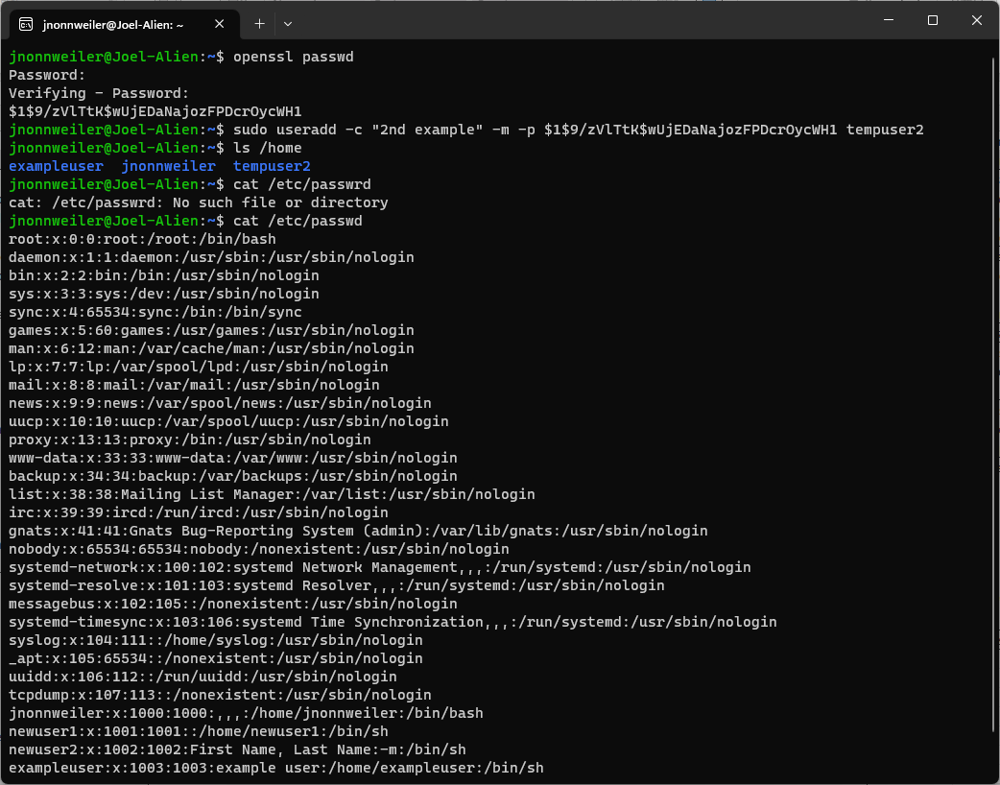 jnonnweiler@Joel-Alien: ~
jnonnweiler@Joel-Alien:~$ openssl passwd
Password:
Verifying - Password:
$1$9/zVlTtK$wUjEDaNajozFPDcrOycWH1
jnonnweiler@Joel-Alien:~$ sudo useradd -c "2nd example" -m -p $1$9/zVlTtK$wUjEDaNajozFPDcrOycWH1 tempuser2
jnonnweiler@Joel-Alien:~$ ls /home
exampleuser  jnonnweiler  tempuser2
jnonnweiler@Joel-Alien:~$ cat /etc/passwrd
cat: /etc/passwrd: No such file or directory
jnonnweiler@Joel-Alien:~$ cat /etc/passwd
root:x:0:0:root:/root:/bin/bash
daemon:x:1:1:daemon:/usr/sbin:/usr/sbin/nologin
bin:x:2:2:bin:/bin:/usr/sbin/nologin
sys:x:3:3:sys:/dev:/usr/sbin/nologin
sync:x:4:65534:sync:/bin:/bin/sync
games:x:5:60:games:/usr/games:/usr/sbin/nologin
man:x:6:12:man:/var/cache/man:/usr/sbin/nologin
lp:x:7:7:lp:/var/spool/lpd:/usr/sbin/nologin
mail:x:8:8:mail:/var/mail:/usr/sbin/nologin
news:x:9:9:news:/var/spool/news:/usr/sbin/nologin
uucp:x:10:10:uucp:/var/spool/uucp:/usr/sbin/nologin
proxy:x:13:13:proxy:/bin:/usr/sbin/nologin
www-data:x:33:33:www-data:/var/www:/usr/sbin/nologin
backup:x:34:34:backup:/var/backups:/usr/sbin/nologin
list:x:38:38:Mailing List Manager:/var/list:/usr/sbin/nologin
irc:x:39:39:ircd:/run/ircd:/usr/sbin/nologin
gnats:x:41:41:Gnats Bug-Reporting System (admin):/var/lib/gnats:/usr/sbin/nologin
nobody:x:65534:65534:nobody:/nonexistent:/usr/sbin/nologin
systemd-network:x:100:102:systemd Network Management,,,:/run/systemd:/usr/sbin/nologin
systemd-resolve:x:101:103:systemd Resolver,,,:/run/systemd:/usr/sbin/nologin
messagebus:x:102:105::/nonexistent:/usr/sbin/nologin
systemd-timesync:x:103:106:systemd Time Synchronization,,,:/run/systemd:/usr/sbin/nologin
syslog:x:104:111::/home/syslog:/usr/sbin/nologin
_apt:x:105:65534::/nonexistent:/usr/sbin/nologin
uuidd:x:106:112::/run/uuidd:/usr/sbin/nologin
tcpdump:x:107:113::/nonexistent:/usr/sbin/nologin
jnonnweiler:x:1000:1000:,,,:/home/jnonnweiler:/bin/bash
newuser1:x:1001:1001::/home/newuser1:/bin/sh
newuser2:x:1002:1002:First Name, Last Name:-m:/bin/sh
exampleuser:x:1003:1003:example user:/home/exampleuser:/bin/sh